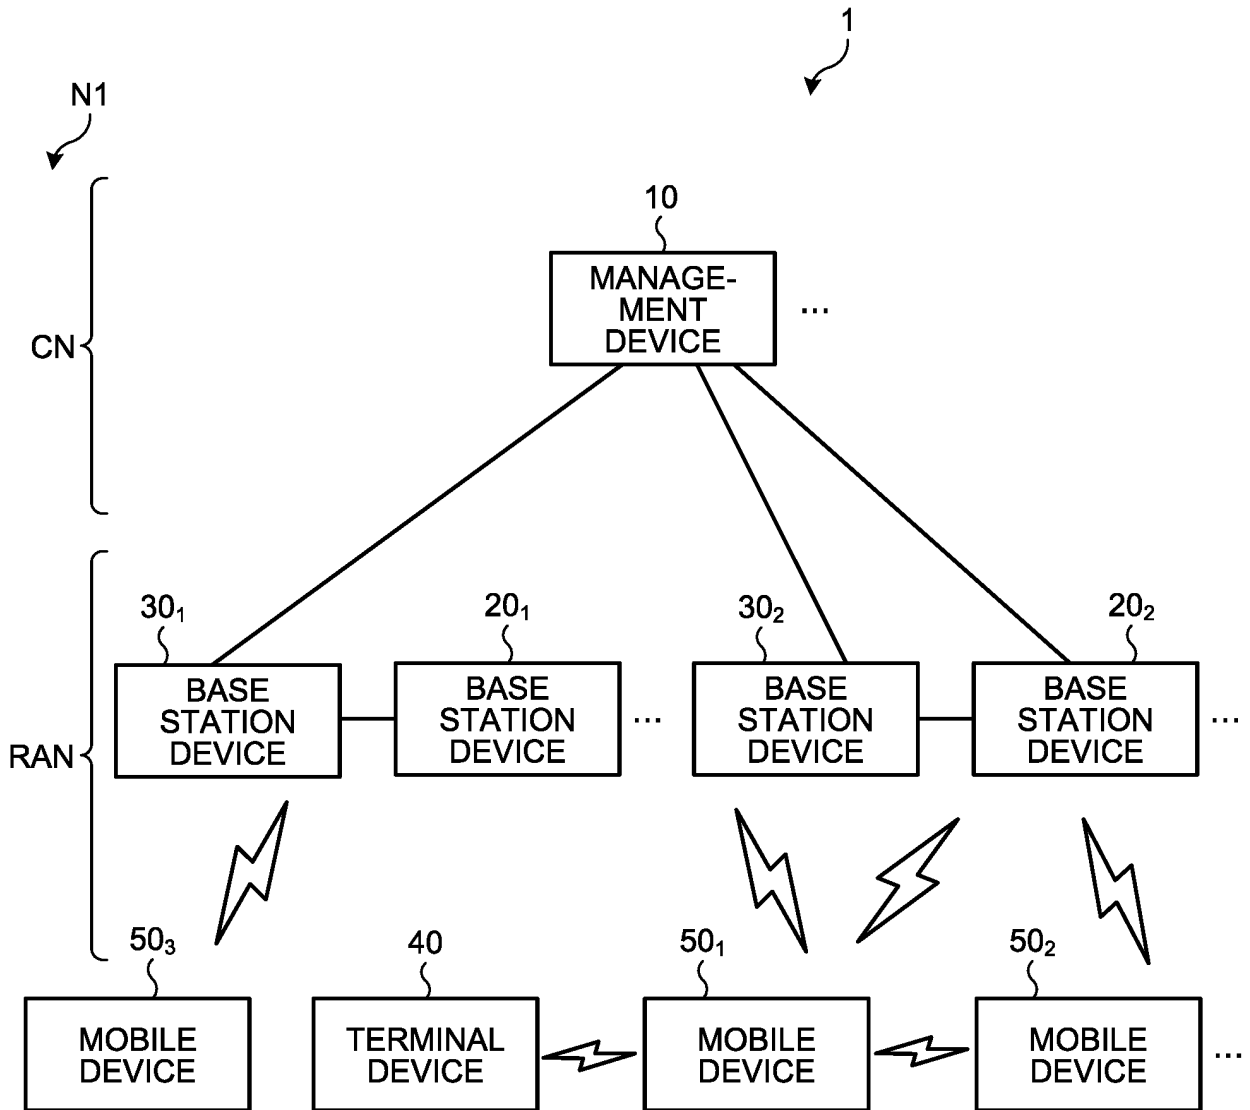 1
N1
10
MANAGE-
MENT
DEVICE
...
CN
30₁
20₁
30₂
20₂
BASE
STATION
DEVICE
BASE
STATION
DEVICE
...
BASE
STATION
DEVICE
BASE
STATION
DEVICE
...
RAN
50₃
40
50₁
50₂
MOBILE
DEVICE
TERMINAL
DEVICE
MOBILE
DEVICE
MOBILE
DEVICE
...